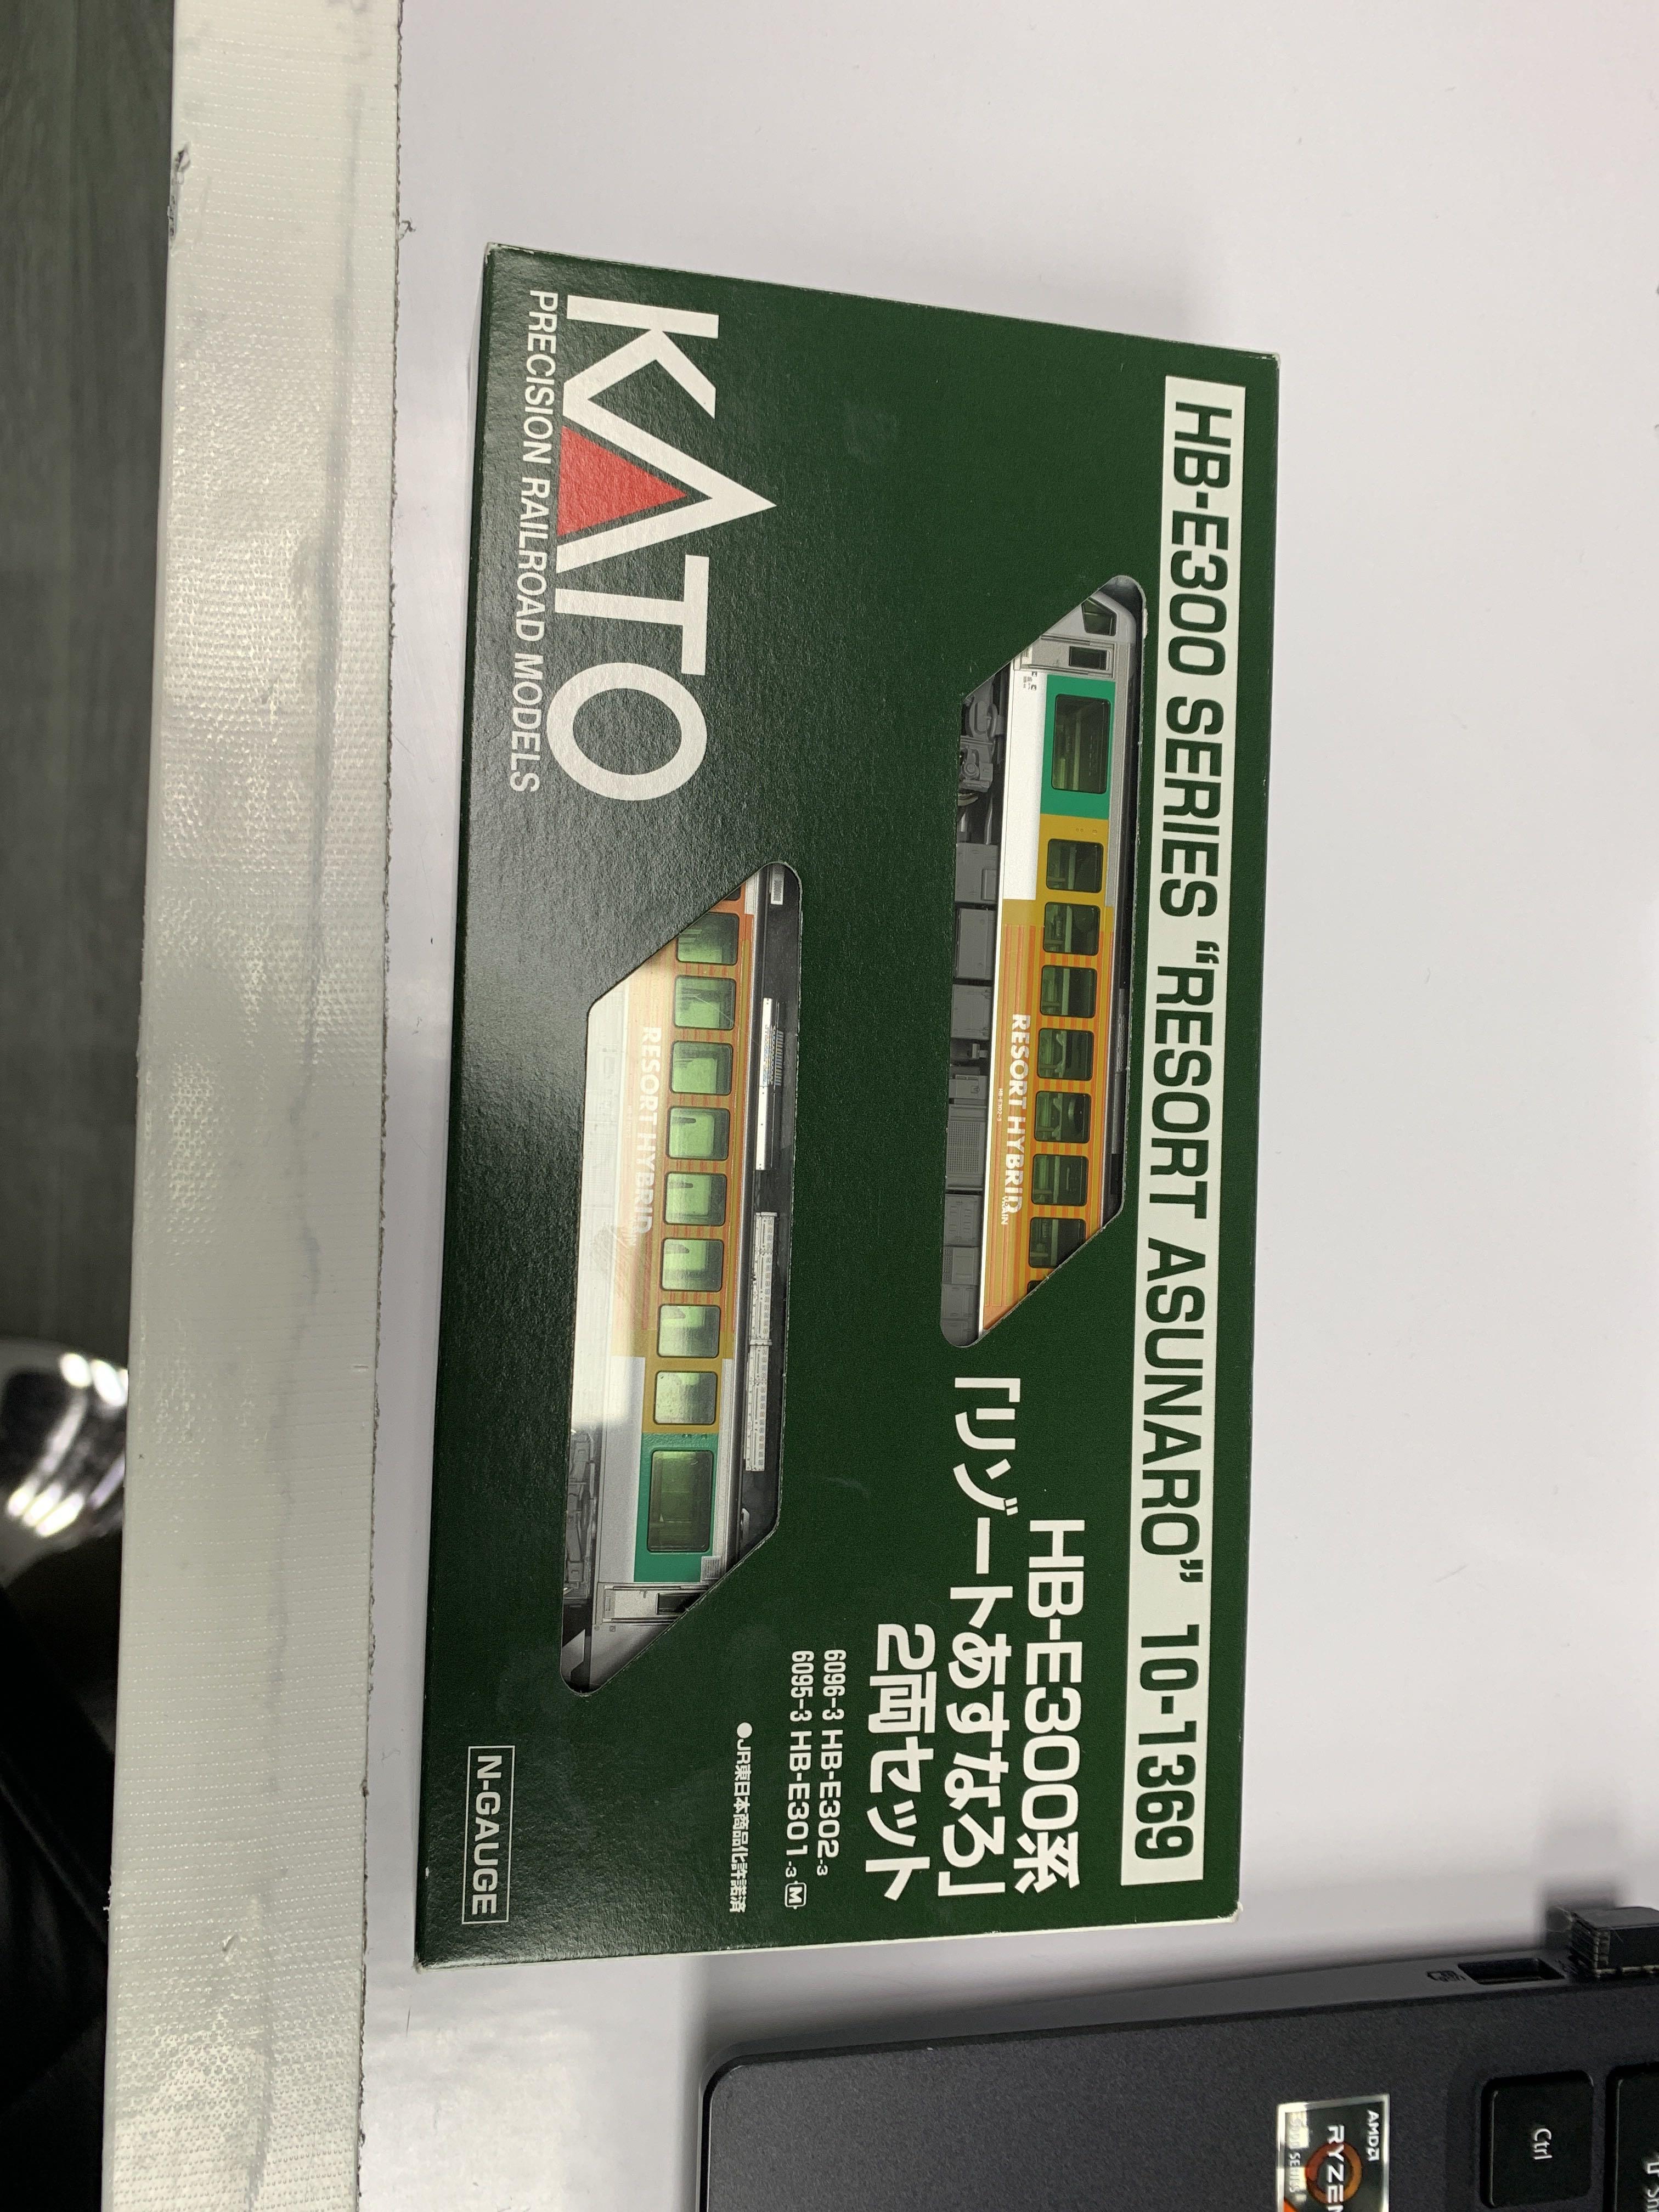 HB-E300 SERIES “RESORT ASUNARO” 10-1369
RESORT HYBRID
HB-E300系
「リゾートあすなろ」
2両セット
6096-3 HB-E302-3
6095-3 HB-E301-3 M
●JR東日本商品化許諾済
KATO
PRECISION RAILROAD MODELS
RESORT HYBRID
N-GAUGE
AMD
RYZEN
Ctrl